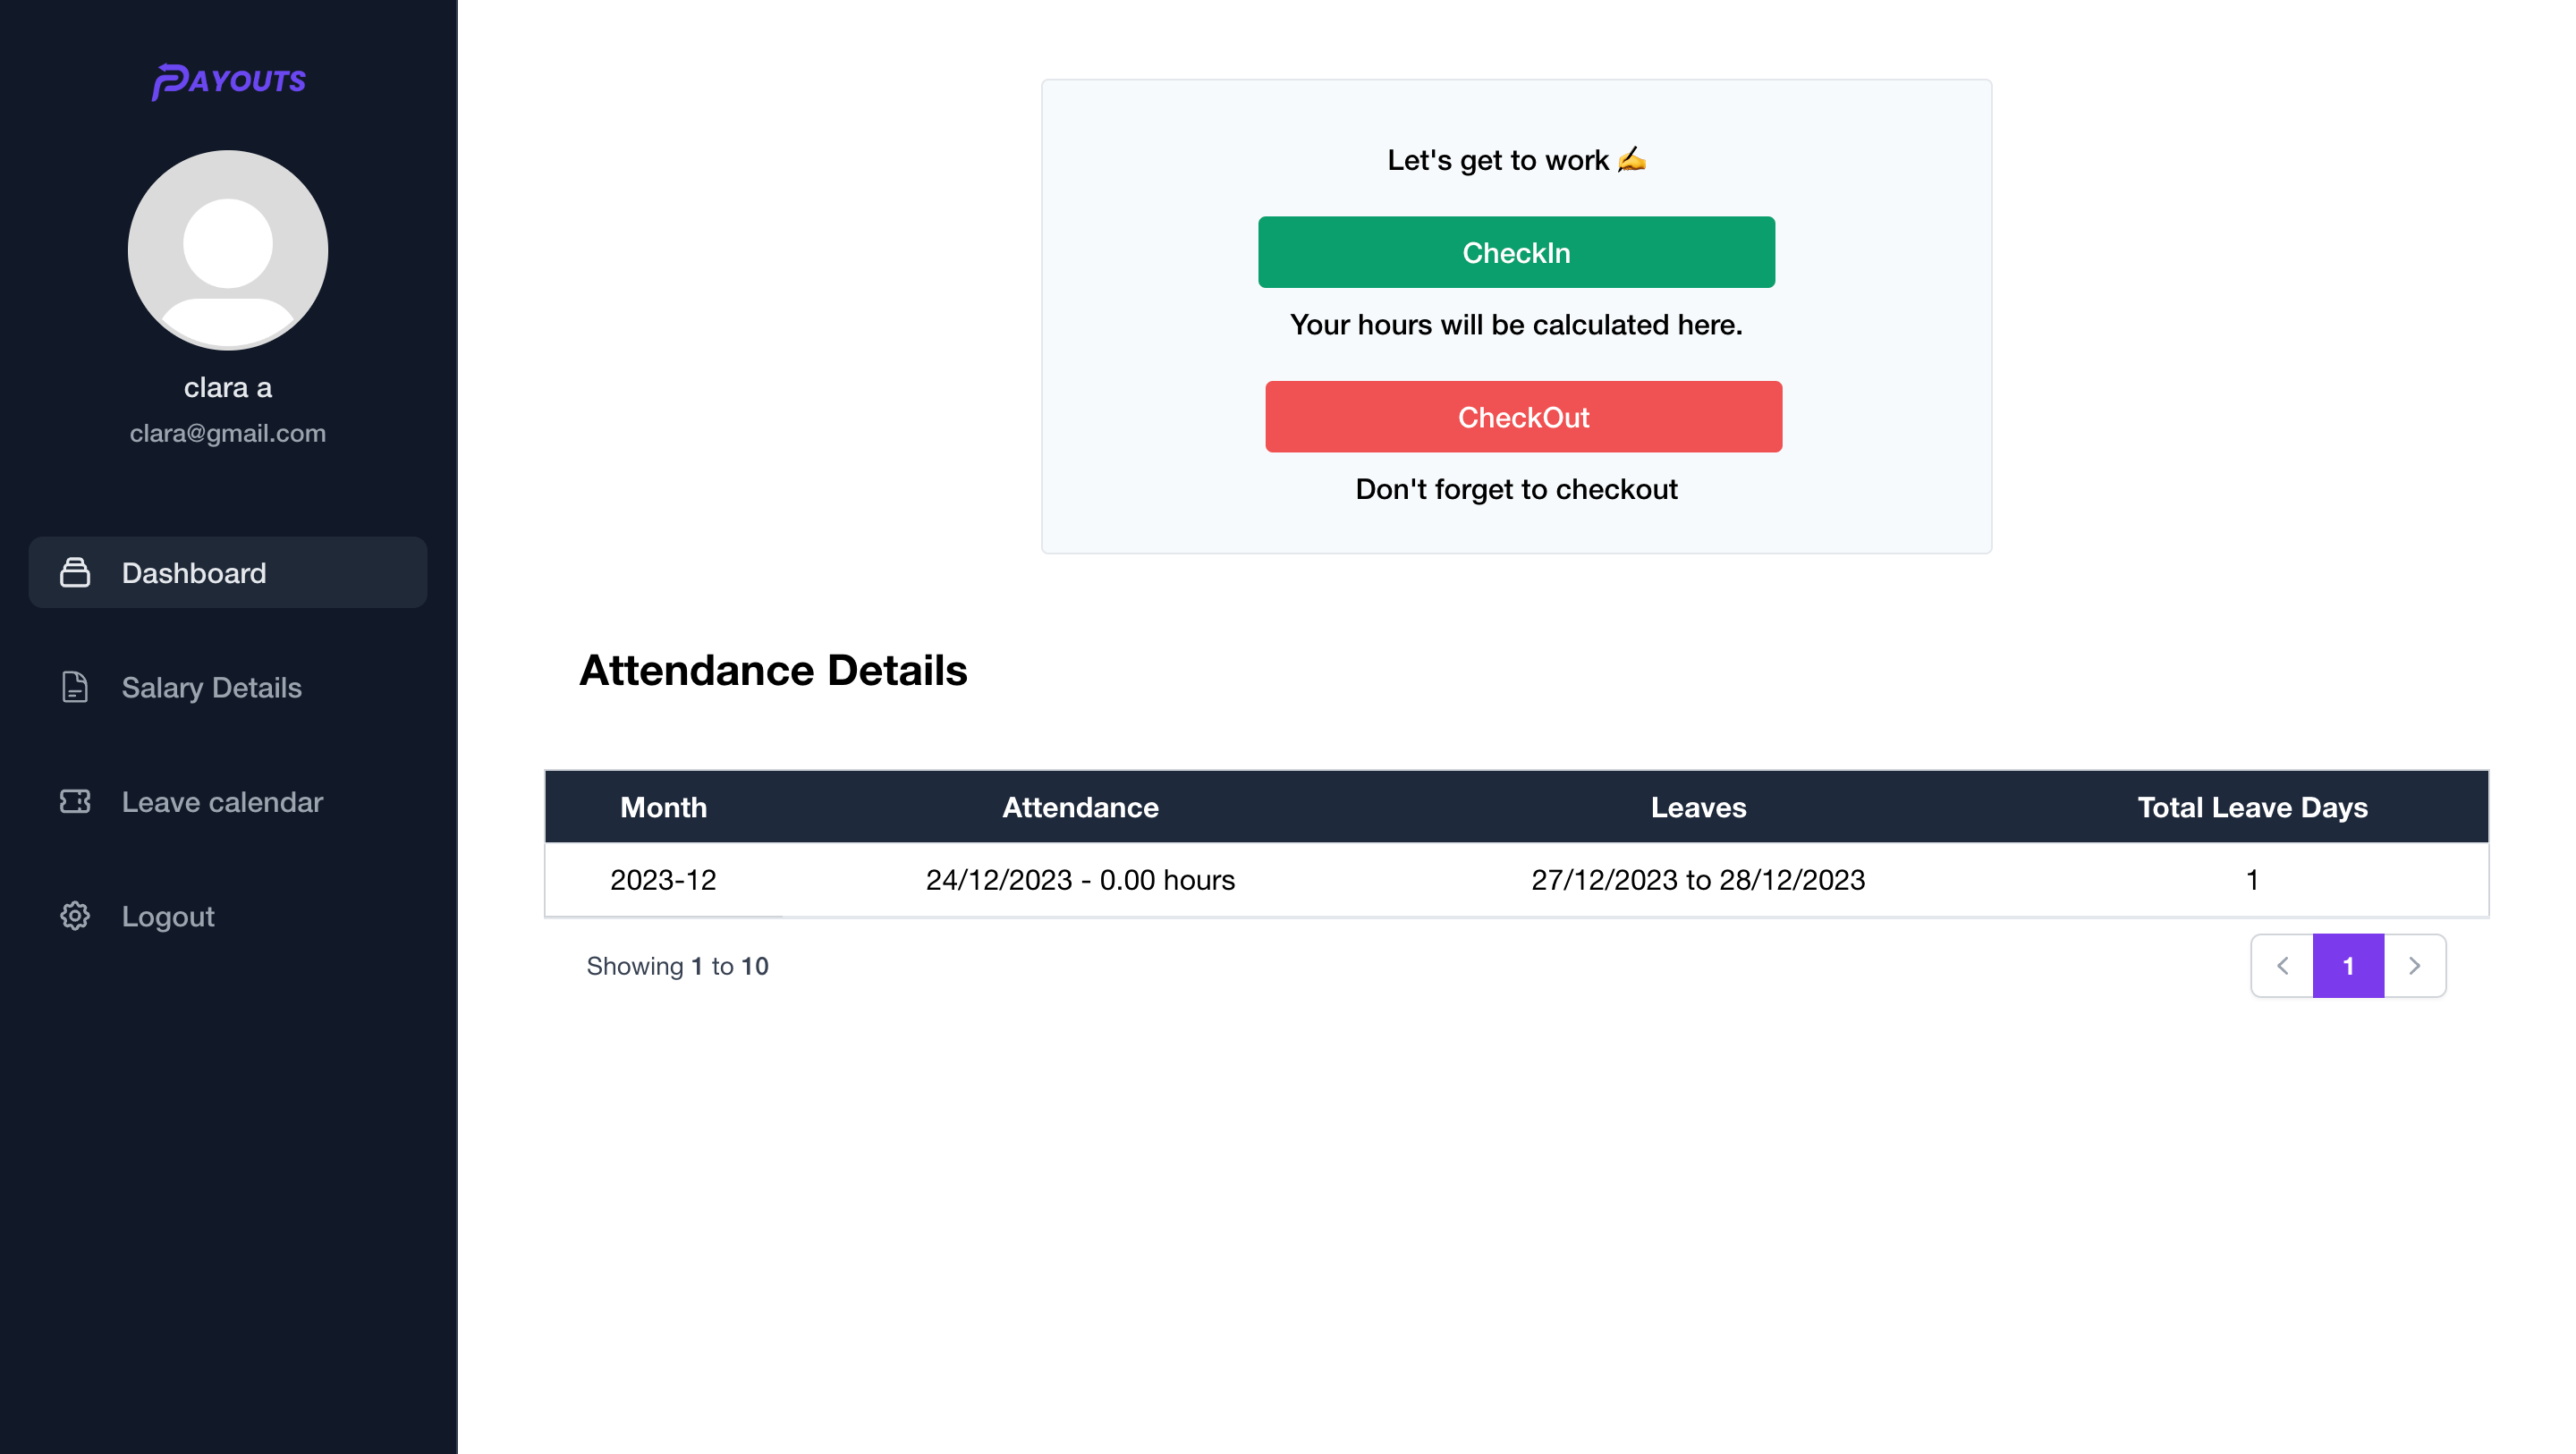 PAYOUTS
clara a
clara@gmail.com
Dashboard
Salary Details
Leave calendar
Logout
Let's get to work ✍️
CheckIn
Your hours will be calculated here.
CheckOut
Don't forget to checkout
Attendance Details
Month Attendance Leaves Total Leave Days
2023-12 24/12/2023 - 0.00 hours 27/12/2023 to 28/12/2023 1
Showing 1 to 10
1